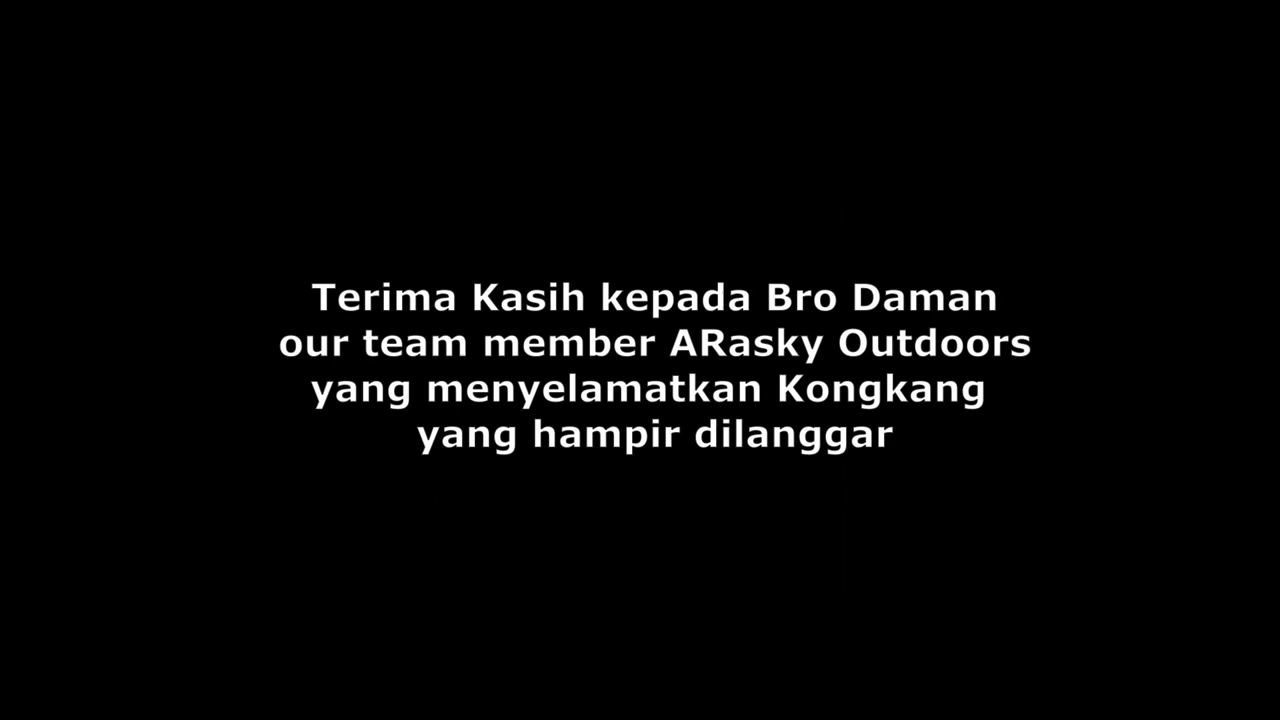 Terima Kasih kepada Bro Daman
our team member ARasky Outdoors
yang menyelamatkan Kongkang
yang hampir dilanggar